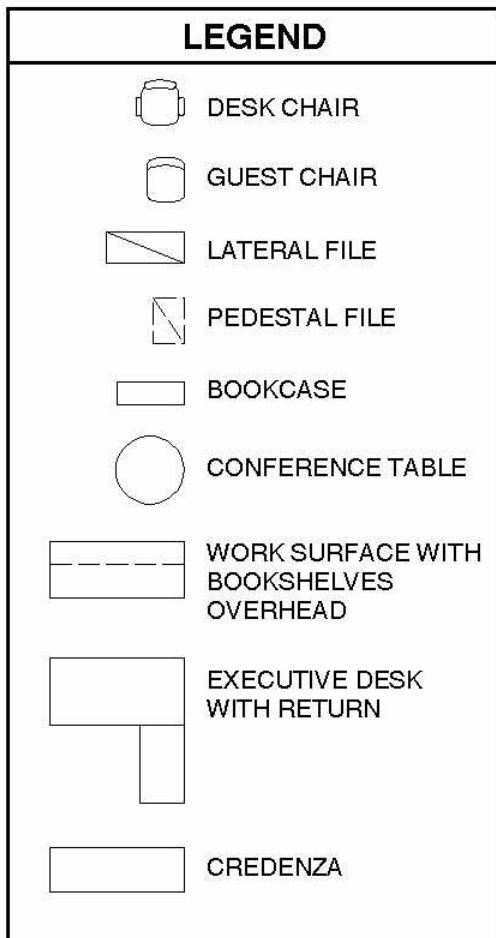 LEGEND
DESK CHAIR
GUEST CHAIR
LATERAL FILE
PEDESTAL FILE
BOOKCASE
CONFERENCE TABLE
WORK SURFACE WITH
BOOKSHELVES
OVERHEAD
EXECUTIVE DESK
WITH RETURN
CREDENZA